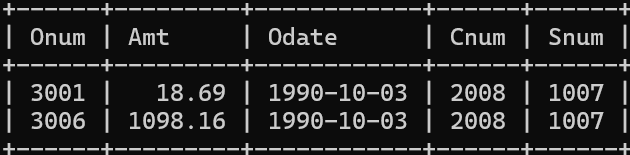 | Onum | Amt | Odate | Cnum | Snum |
| 3001 | 18.69 | 1990-10-03 | 2008 | 1007 |
| 3006 | 1098.16 | 1990-10-03 | 2008 | 1007 |